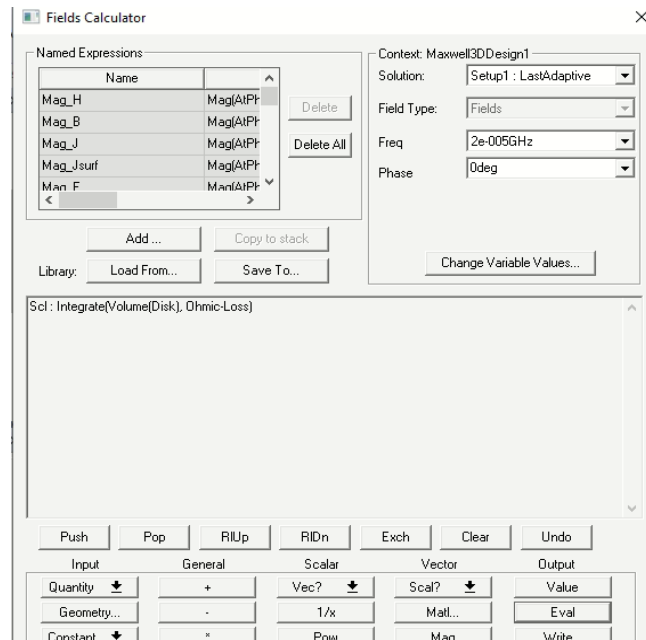 Fields Calculator
Named Expressions
Name
Mag_H Mag(AtPh
Mag_B Mag(AtPh
Mag_J Mag(AtPh
Mag_Jsurf Mag(AtPh
Mag_E Mag(AtPh
Delete
Delete All
Context: Maxwell3DDesign1
Solution: Setup1 : LastAdaptive
Field Type: Fields
Freq 2e-005GHz
Phase 0deg
Add ... Copy to stack
Library: Load From... Save To...
Change Variable Values...
Scl : Integrate(Volume(Disk), Ohmic-Loss)
Push Pop RlUp RlDn Exch Clear Undo
Input General Scalar Vector Output
Quantity + Vec? Scal? Value
Geometry... - 1/x Matl... Eval
Constant * Pow Mag Write